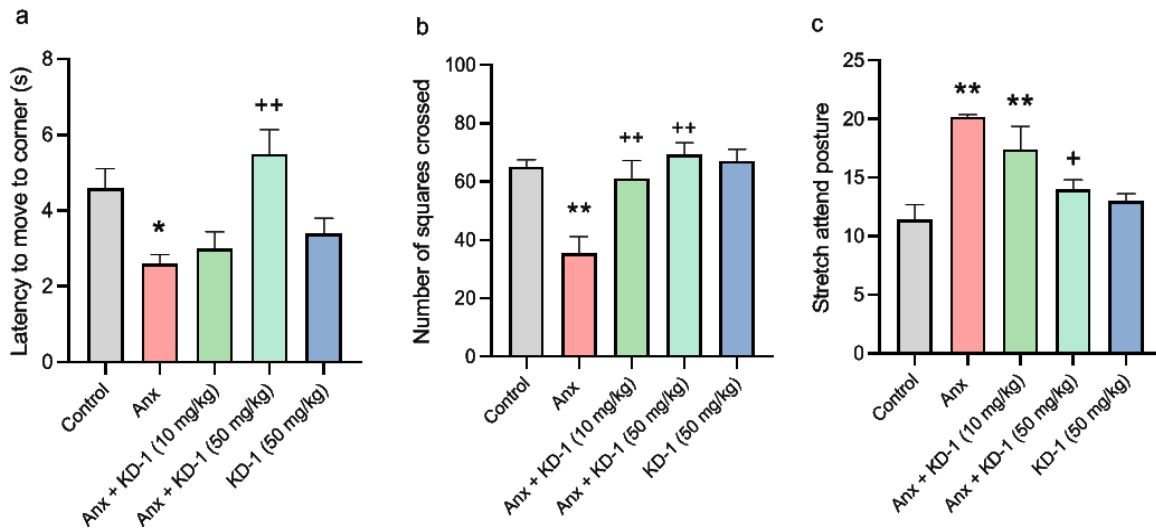 a
Latency to move to corner (s)
8
6
4
2
0
*
++
Control
Anx
Anx + KD-1 (10 mg/kg)
Anx + KD-1 (50 mg/kg)
KD-1 (50 mg/kg)
b
Number of squares crossed
100
80
60
40
20
0
**
++
++
Control
Anx
Anx + KD-1 (10 mg/kg)
Anx + KD-1 (50 mg/kg)
KD-1 (50 mg/kg)
c
Stretch attend posture
25
20
15
10
5
0
**
**
+
Control
Anx
Anx + KD-1 (10 mg/kg)
Anx + KD-1 (50 mg/kg)
KD-1 (50 mg/kg)